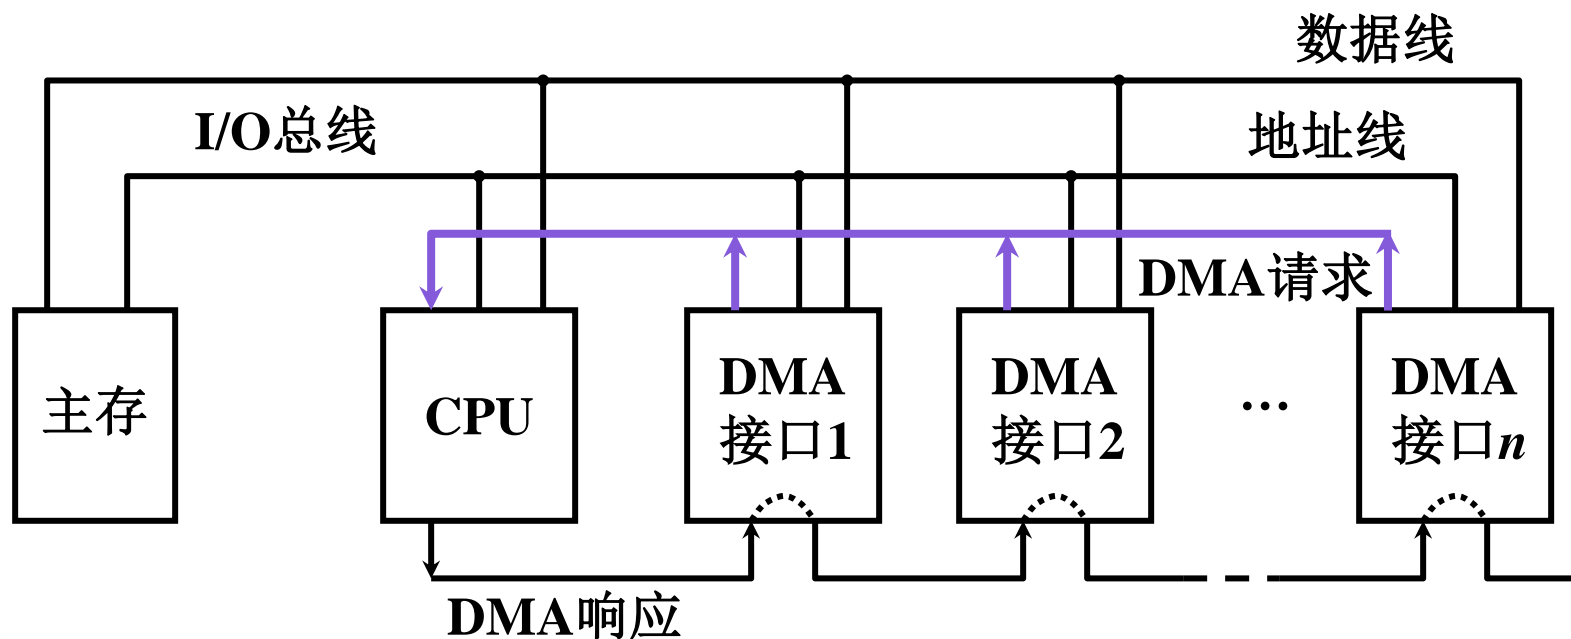 数据线
I/O总线
地址线
DMA请求
主存
CPU
DMA
接口1
DMA
接口2
...
DMA
接口n
DMA响应